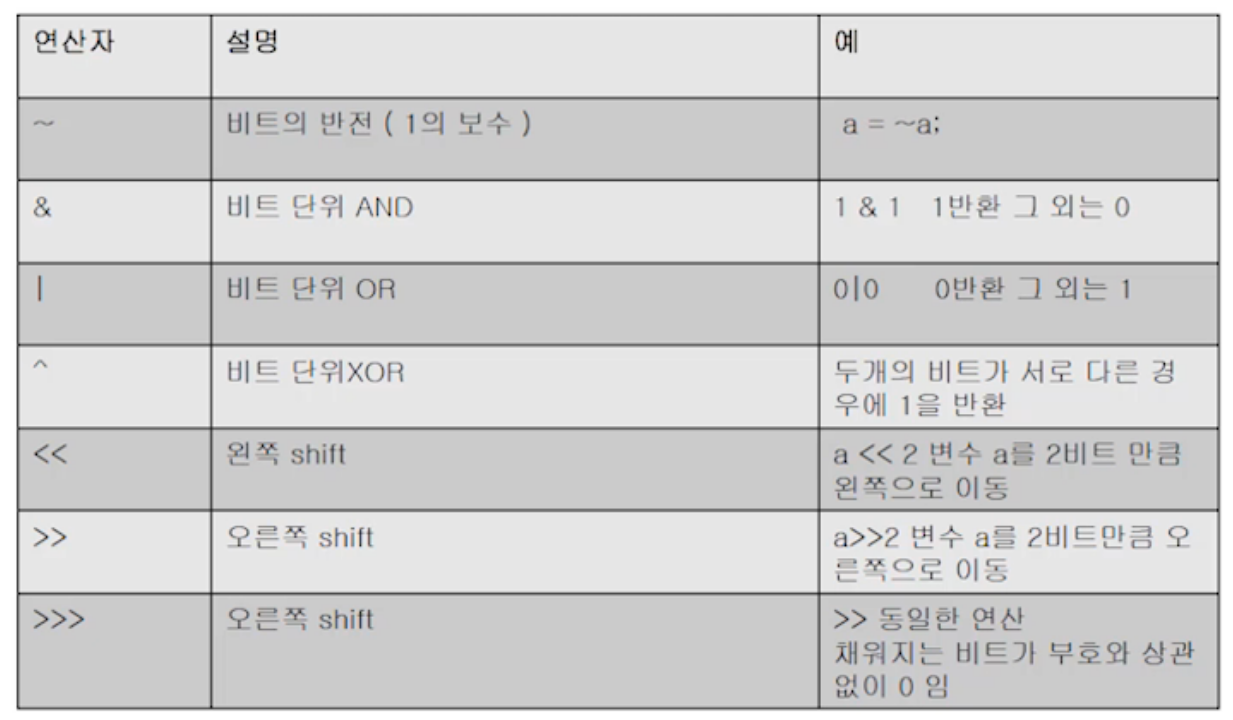 연산자 설명 예
~ 비트의 반전 ( 1의 보수 ) a = ~a;
& 비트 단위 AND 1 & 1 1반환 그 외는 0
| 비트 단위 OR 0|0 0반환 그 외는 1
^ 비트 단위XOR 두개의 비트가 서로 다른 경
우에 1을 반환
<< 왼쪽 shift a << 2 변수 a를 2비트 만큼
왼쪽으로 이동
>> 오른쪽 shift a>>2 변수 a를 2비트만큼 오
른쪽으로 이동
>>> 오른쪽 shift >> 동일한 연산
채워지는 비트가 부호와 상관
없이 0 임